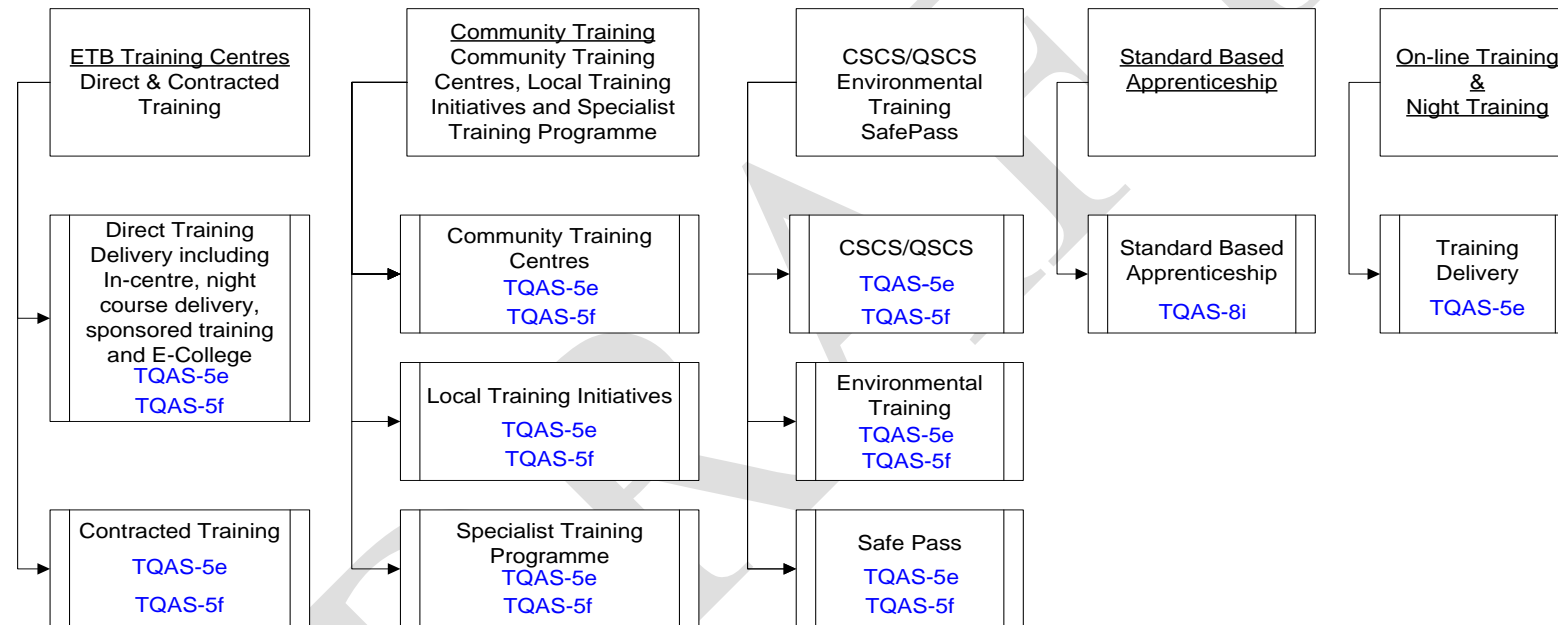 ETB Training Centres
Direct & Contracted
Training
Community Training
Community Training
Centres, Local Training
Initiatives and Specialist
Training Programme
CSCS/QSCS
Environmental
Training
SafePass
Standard Based
Apprenticeship
On-line Training
&
Night Training
Direct Training
Delivery including
In-centre, night
course delivery,
sponsored training
and E-College
TQAS-5e
TQAS-5f
Community Training
Centres
TQAS-5e
TQAS-5f
CSCS/QSCS
TQAS-5e
TQAS-5f
Standard Based
Apprenticeship
TQAS-8i
Training
Delivery
TQAS-5e
Local Training Initiatives
TQAS-5e
TQAS-5f
Environmental
Training
TQAS-5e
TQAS-5f
Contracted Training
TQAS-5e
TQAS-5f
Specialist Training
Programme
TQAS-5e
TQAS-5f
Safe Pass
TQAS-5e
TQAS-5f